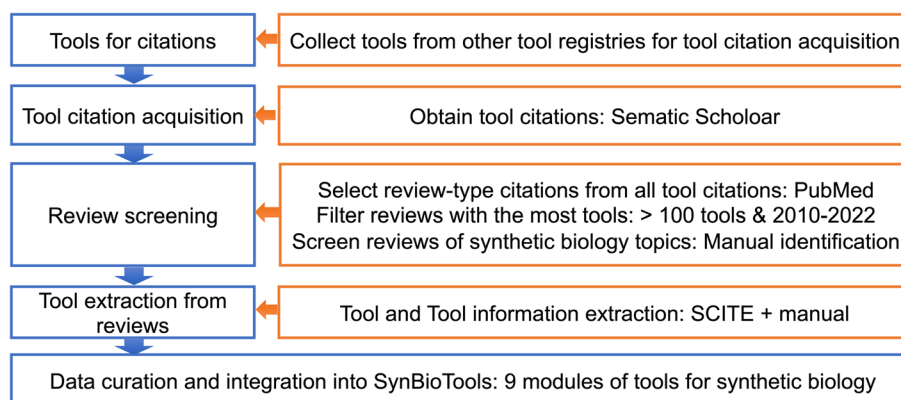 Tools for citations
Collect tools from other tool registries for tool citation acquisition
Tool citation acquisition
Obtain tool citations: Sematic Scholoar
Review screening
Select review-type citations from all tool citations: PubMed
Filter reviews with the most tools: > 100 tools & 2010-2022
Screen reviews of synthetic biology topics: Manual identification
Tool extraction from
reviews
Tool and Tool information extraction: SCITE + manual
Data curation and integration into SynBioTools: 9 modules of tools for synthetic biology